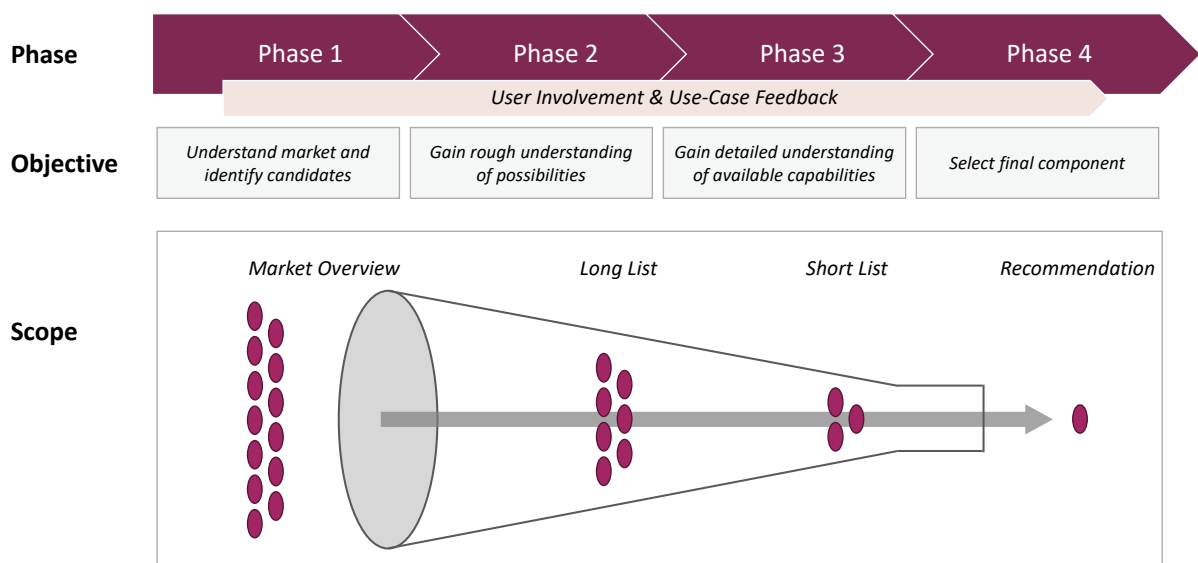 Phase
Phase 1
Phase 2
Phase 3
Phase 4
User Involvement & Use-Case Feedback
Objective
Understand market and
identify candidates
Gain rough understanding
of possibilities
Gain detailed understanding
of available capabilities
Select final component
Scope
Market Overview
Long List
Short List
Recommendation